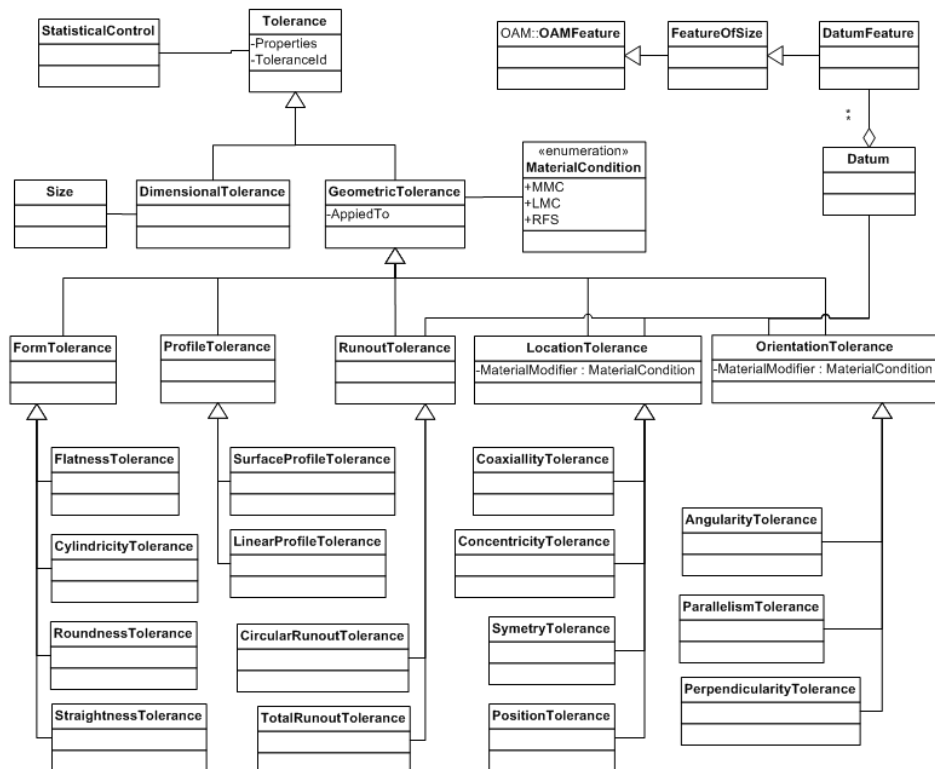 StatisticalControl
Tolerance
-Properties
-ToleranceId
OAM::OAMFeature
FeatureOfSize
DatumFeature
**
Datum
«enumeration»
MaterialCondition
+MMC
+LMC
+RFS
Size
DimensionalTolerance
GeometricTolerance
-AppiedTo
FormTolerance
ProfileTolerance
RunoutTolerance
LocationTolerance
-MaterialModifier : MaterialCondition
OrientationTolerance
-MaterialModifier : MaterialCondition
FlatnessTolerance
SurfaceProfileTolerance
CoaxiallityTolerance
AngularityTolerance
CylindricityTolerance
LinearProfileTolerance
ConcentricityTolerance
ParallelismTolerance
RoundnessTolerance
CircularRunoutTolerance
SymetryTolerance
PerpendicularityTolerance
StraightnessTolerance
TotalRunoutTolerance
PositionTolerance